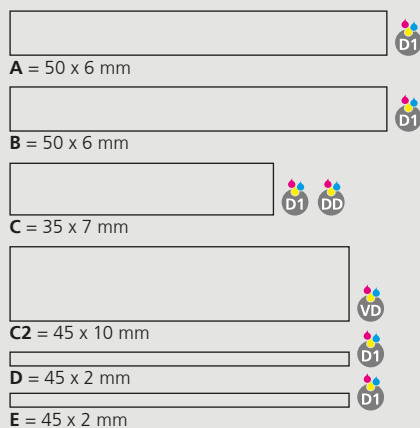 D1
A = 50 x 6 mm
D1
B = 50 x 6 mm
D1 DD
C = 35 x 7 mm
VD
C2 = 45 x 10 mm
D1
D = 45 x 2 mm
D1
E = 45 x 2 mm